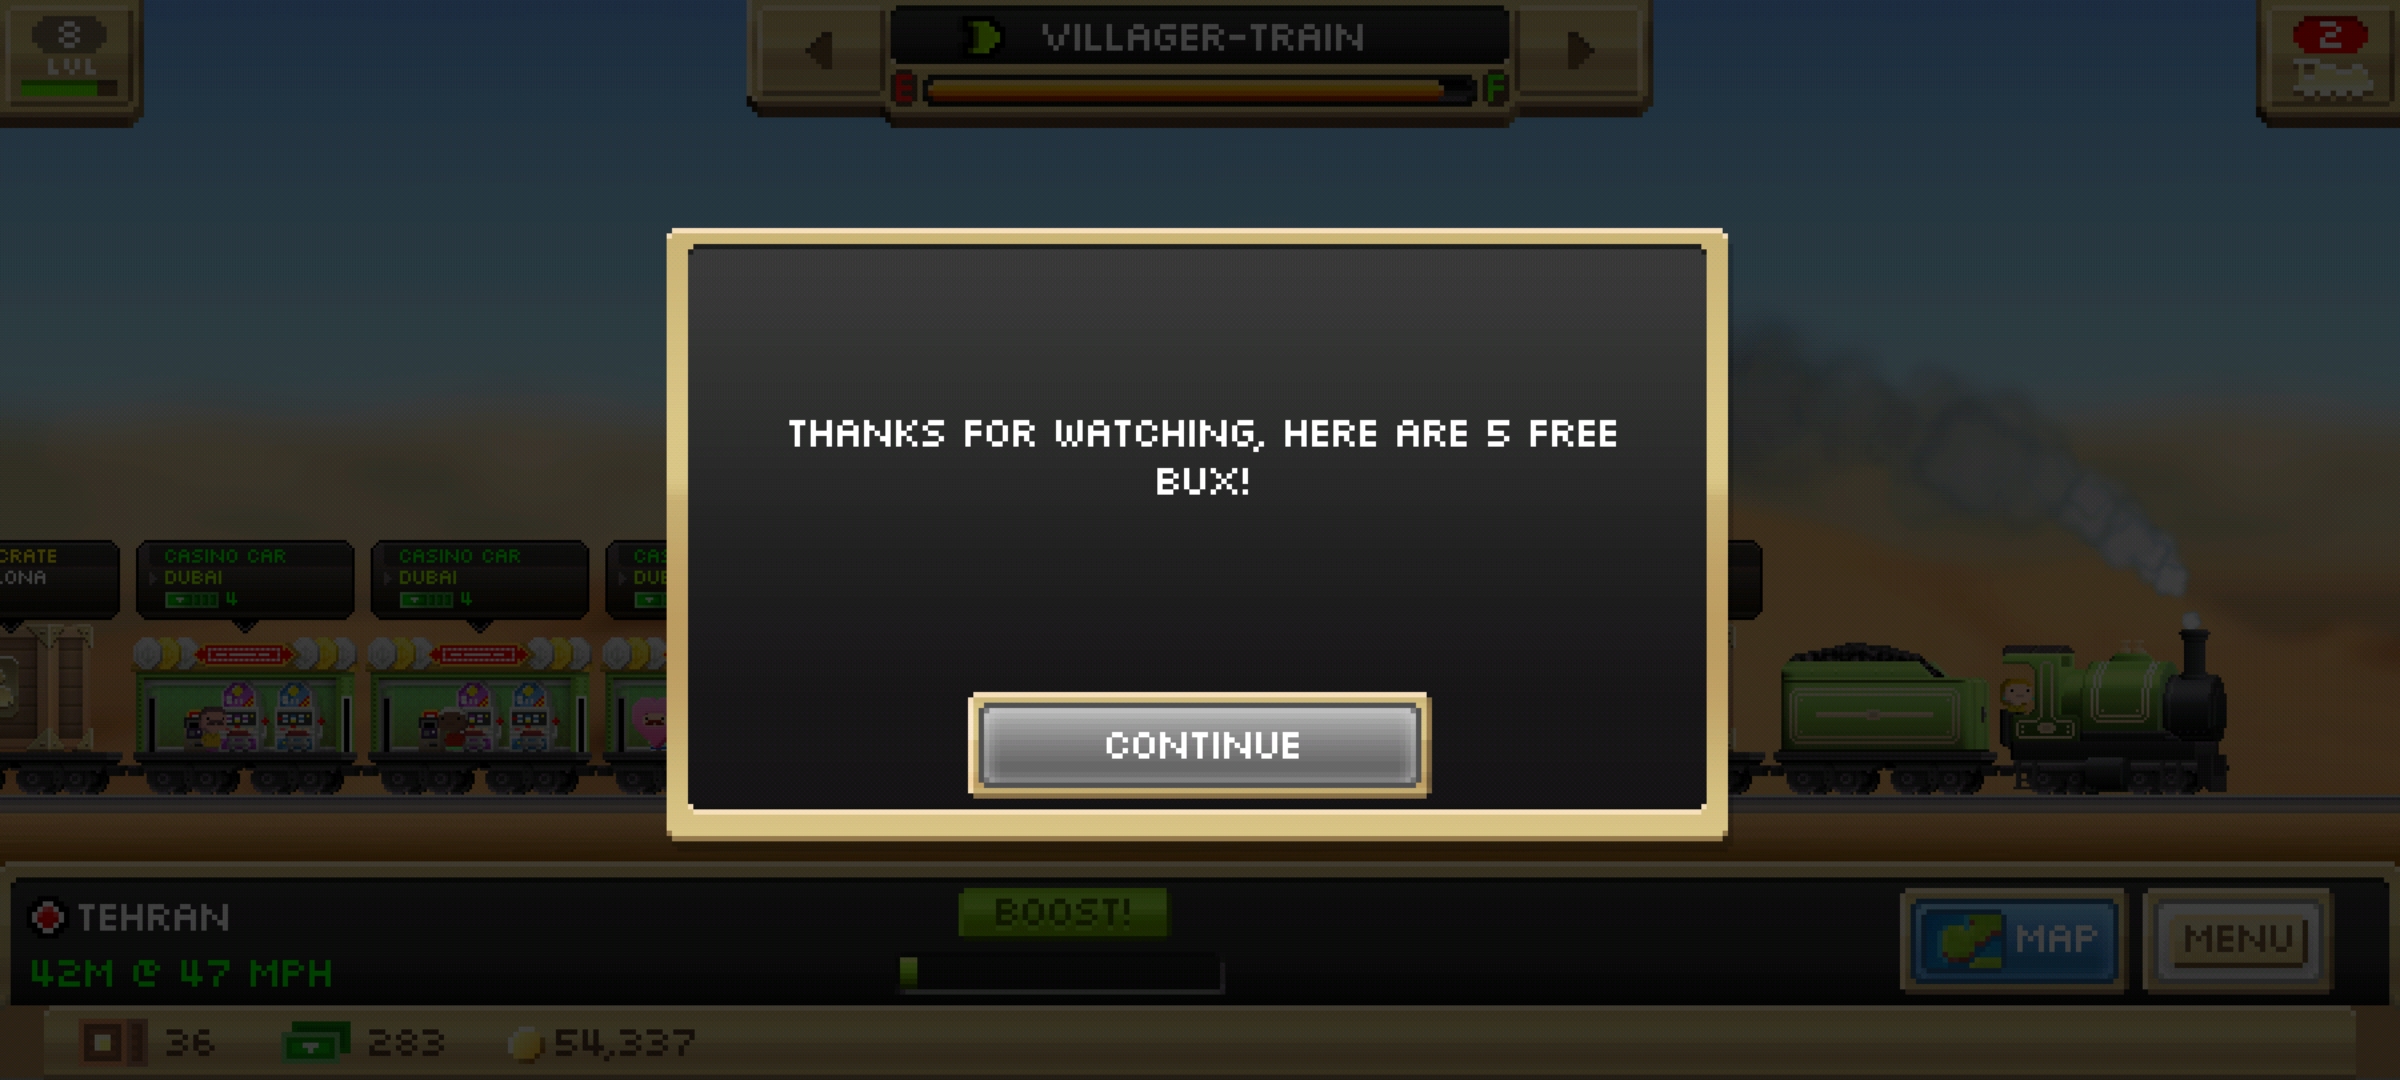 8
LVL
VILLAGER-TRAIN
E F
2
THANKS FOR WATCHING, HERE ARE 5 FREE
BUX!
CONTINUE
CRATE
CASINO CAR
DUBAI
4
CASINO CAR
DUBAI
4
TEHRAN
42M @ 47 MPH
BOOST!
MAP
MENU
36 283 54,337